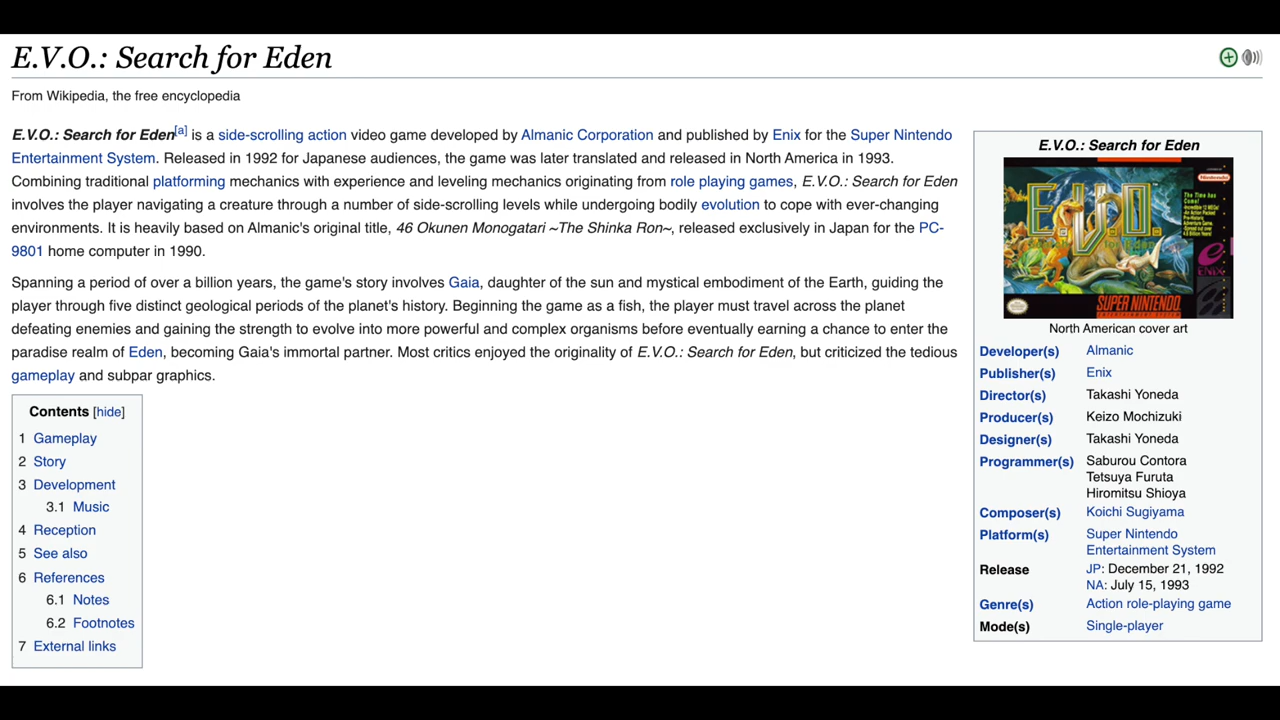 E.V.O.: Search for Eden
From Wikipedia, the free encyclopedia
E.V.O.: Search for Eden[a] is a side-scrolling action video game developed by Almanic Corporation and published by Enix for the Super Nintendo
Entertainment System. Released in 1992 for Japanese audiences, the game was later translated and released in North America in 1993.
Combining traditional platforming mechanics with experience and leveling mechanics originating from role playing games, E.V.O.: Search for Eden
involves the player navigating a creature through a number of side-scrolling levels while undergoing bodily evolution to cope with ever-changing
environments. It is heavily based on Almanic's original title, 46 Okunen Monogatari ~The Shinka Ron~, released exclusively in Japan for the PC-
9801 home computer in 1990.
Spanning a period of over a billion years, the game's story involves Gaia, daughter of the sun and mystical embodiment of the Earth, guiding the
player through five distinct geological periods of the planet's history. Beginning the game as a fish, the player must travel across the planet
defeating enemies and gaining the strength to evolve into more powerful and complex organisms before eventually earning a chance to enter the
paradise realm of Eden, becoming Gaia's immortal partner. Most critics enjoyed the originality of E.V.O.: Search for Eden, but criticized the tedious
gameplay and subpar graphics.
Contents [hide]
1 Gameplay
2 Story
3 Development
3.1 Music
4 Reception
5 See also
6 References
6.1 Notes
6.2 Footnotes
7 External links
E.V.O.: Search for Eden
Nintendo
The Time has
Come!
E.V.O.
for Eden
ENIX
SUPER NINTENDO
ENTERTAINMENT SYSTEM
North American cover art
Developer(s) Almanic
Publisher(s) Enix
Director(s) Takashi Yoneda
Producer(s) Keizo Mochizuki
Designer(s) Takashi Yoneda
Programmer(s) Saburou Contora
Tetsuya Furuta
Hiromitsu Shioya
Composer(s) Koichi Sugiyama
Platform(s) Super Nintendo
Entertainment System
Release JP: December 21, 1992
NA: July 15, 1993
Genre(s) Action role-playing game
Mode(s) Single-player